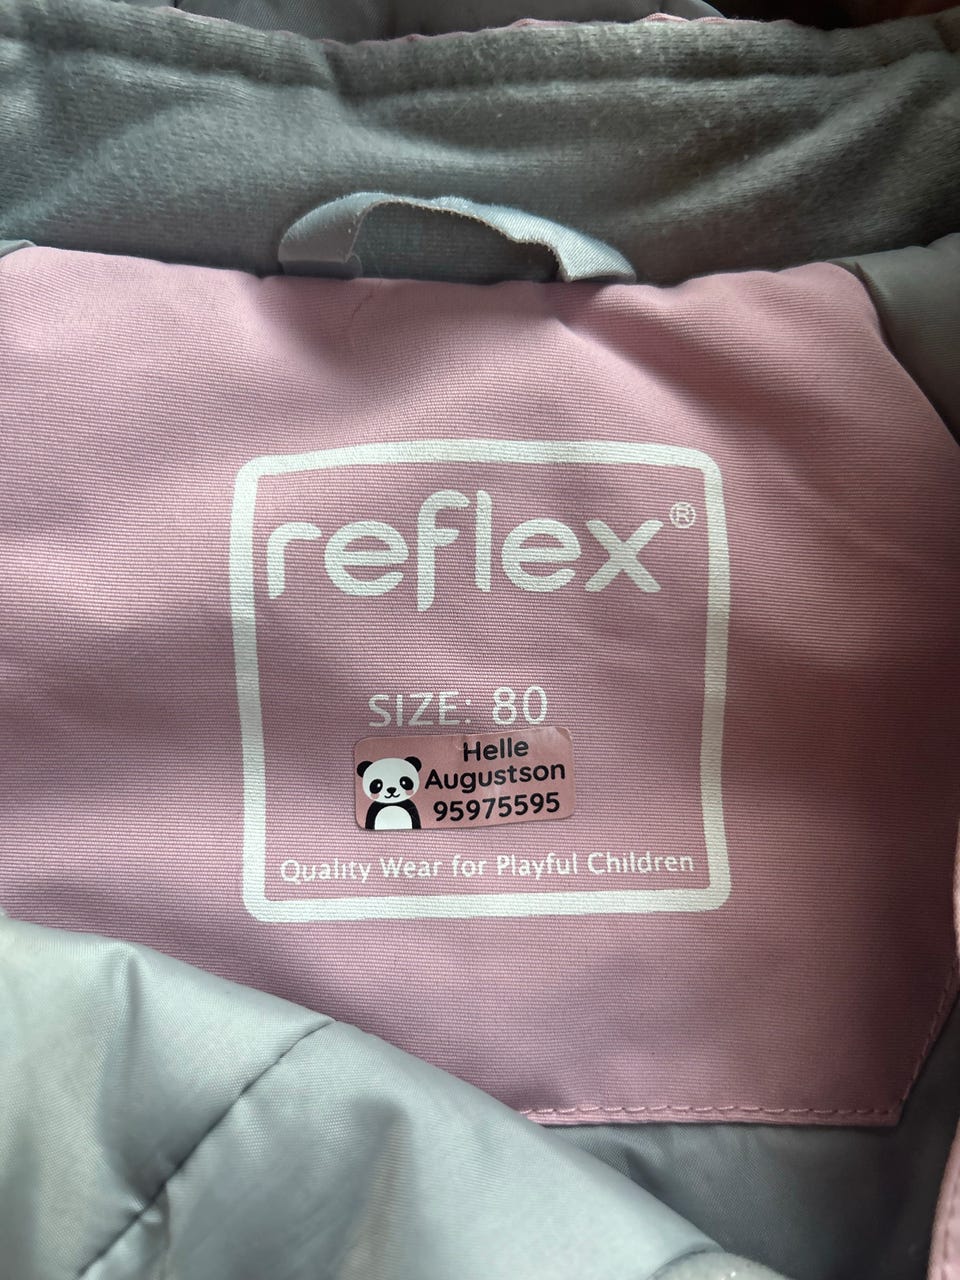 reflex®
SIZE: 80
Helle
Augustson
95975595
Quality Wear for Playful Children